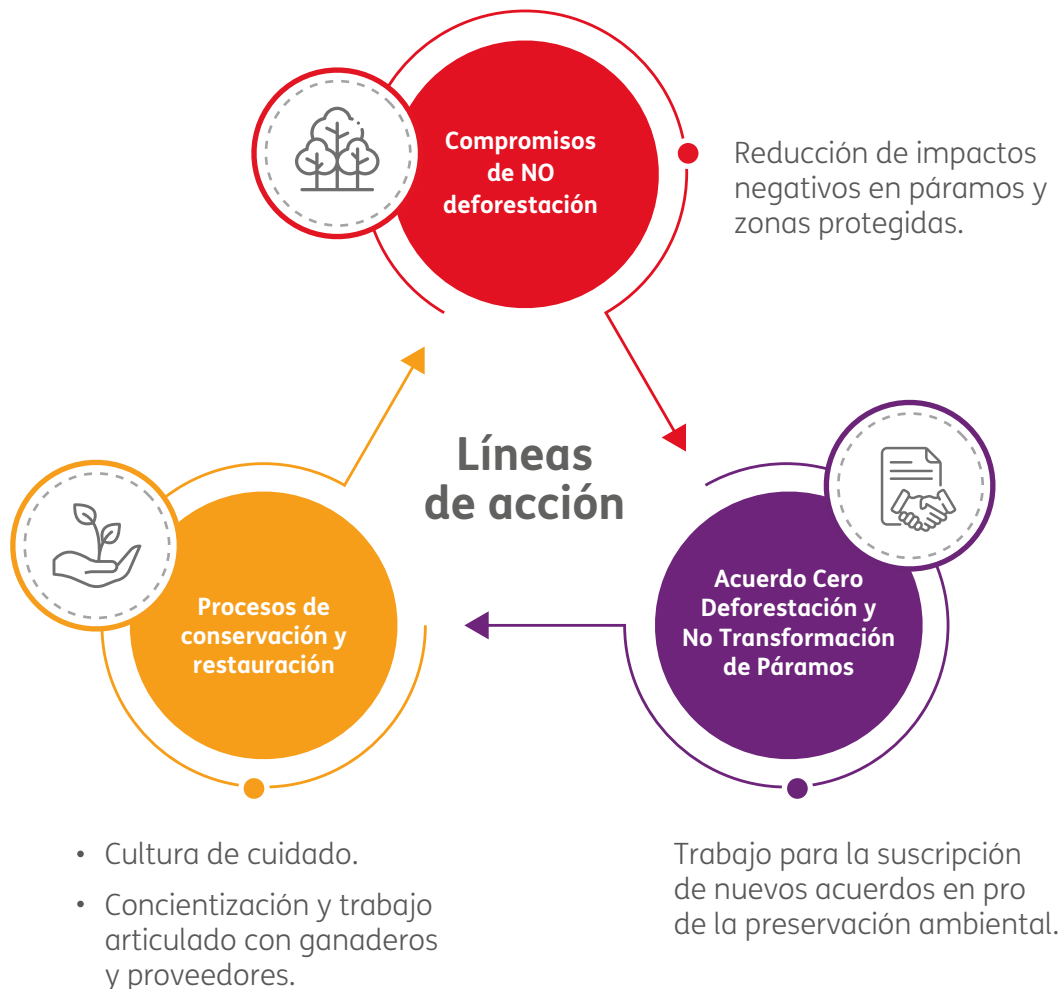 Compromisos
de NO
deforestación
Reducción de impactos
negativos en páramos y
zonas protegidas.
Líneas
de acción
Acuerdo Cero
Deforestación y
No Transformación
de Páramos
Trabajo para la suscripción
de nuevos acuerdos en pro
de la preservación ambiental.
Procesos de
conservación y
restauración
• Cultura de cuidado.
• Concientización y trabajo
articulado con ganaderos
y proveedores.